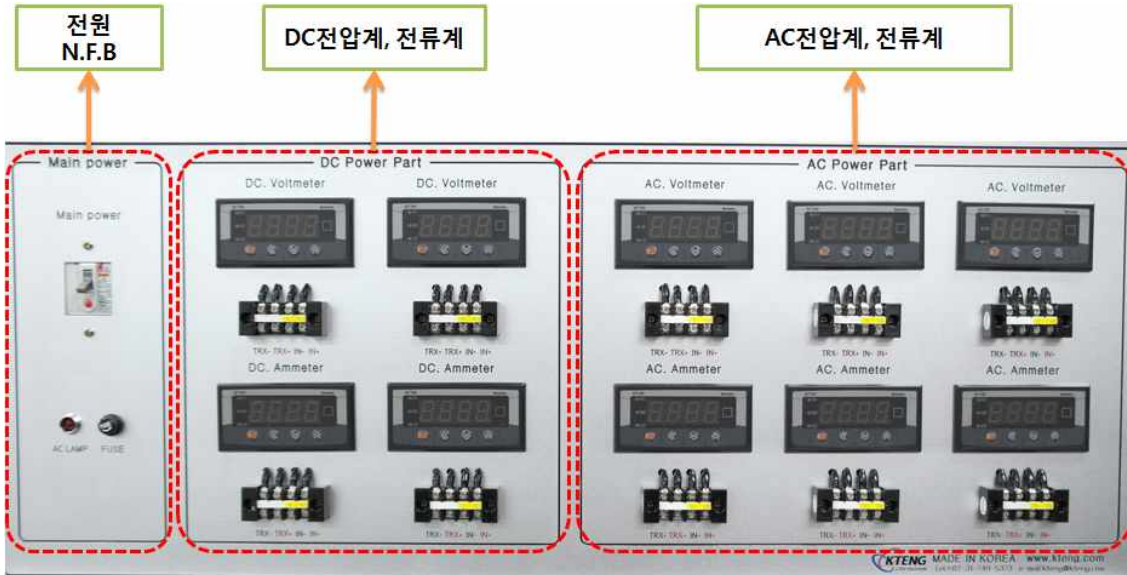 전원
N.F.B
DC전압계, 전류계
AC전압계, 전류계
Main power
DC Power Part
AC Power Part
Main power
DC. Voltmeter
DC. Voltmeter
AC. Voltmeter
AC. Voltmeter
AC. Voltmeter
TRX- TRX+ IN- IN+
TRX- TRX+ IN- IN+
TRX- TRX+ IN- IN+
TRX- TRX+ IN- IN+
TRX- TRX+ IN- IN+
DC. Ammeter
DC. Ammeter
AC. Ammeter
AC. Ammeter
AC. Ammeter
AC LAMP
FUSE
TRX- TRX+ IN- IN+
TRX- TRX+ IN- IN+
TRX- TRX+ IN- IN+
TRX- TRX+ IN- IN+
TRX- TRX+ IN- IN+
KTENG MADE IN KOREA www.kteng.com